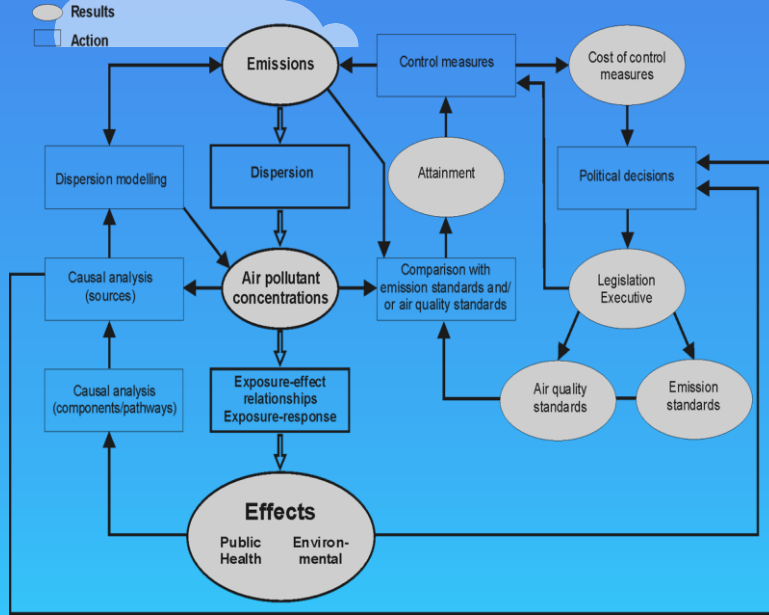 Results
Action
Emissions
Control measures
Cost of control
measures
Dispersion modelling
Dispersion
Attainment
Political decisions
Causal analysis
(sources)
Air pollutant
concentrations
Comparison with
emission standards and/
or air quality standards
Legislation
Executive
Causal analysis
(components/pathways)
Exposure-effect
relationships
Exposure-response
Air quality
standards
Emission
standards
Effects
Public
Health
Environ-
mental